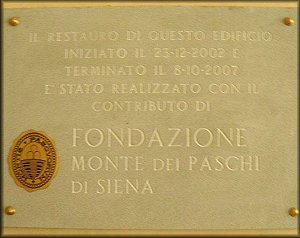 IL RESTAURO DI QUESTO EDIFICIO
INIZIATO IL 23-12-2002 E
TERMINATO IL 8-10-2007
E' STATO REALIZZATO CON IL
CONTRIBUTO DI
FONDAZIONE
MONTE DEI PASCHI
DI SIENA